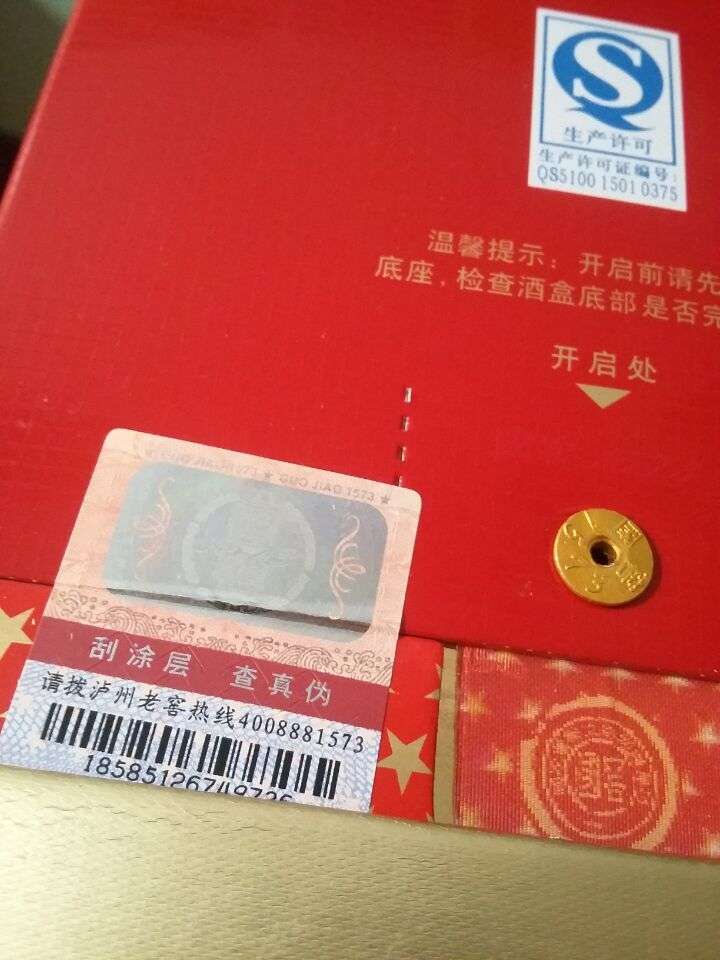 生产许可
生产许可证编号:
QS5100 1501 0375
温馨提示: 开启前请先
底座,检查酒盒底部是否完
开启处
GUO JIAO 1573 ★
刮涂层 查真伪
请拨泸州老窖热线4008881573